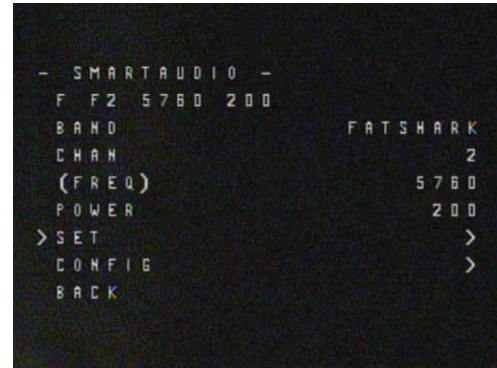 - SMARTAUDIO -
F F2 5760 200
BAND FATSHARK
CHAN 2
(FREQ) 5760
POWER 200
>SET >
CONFIG >
BACK